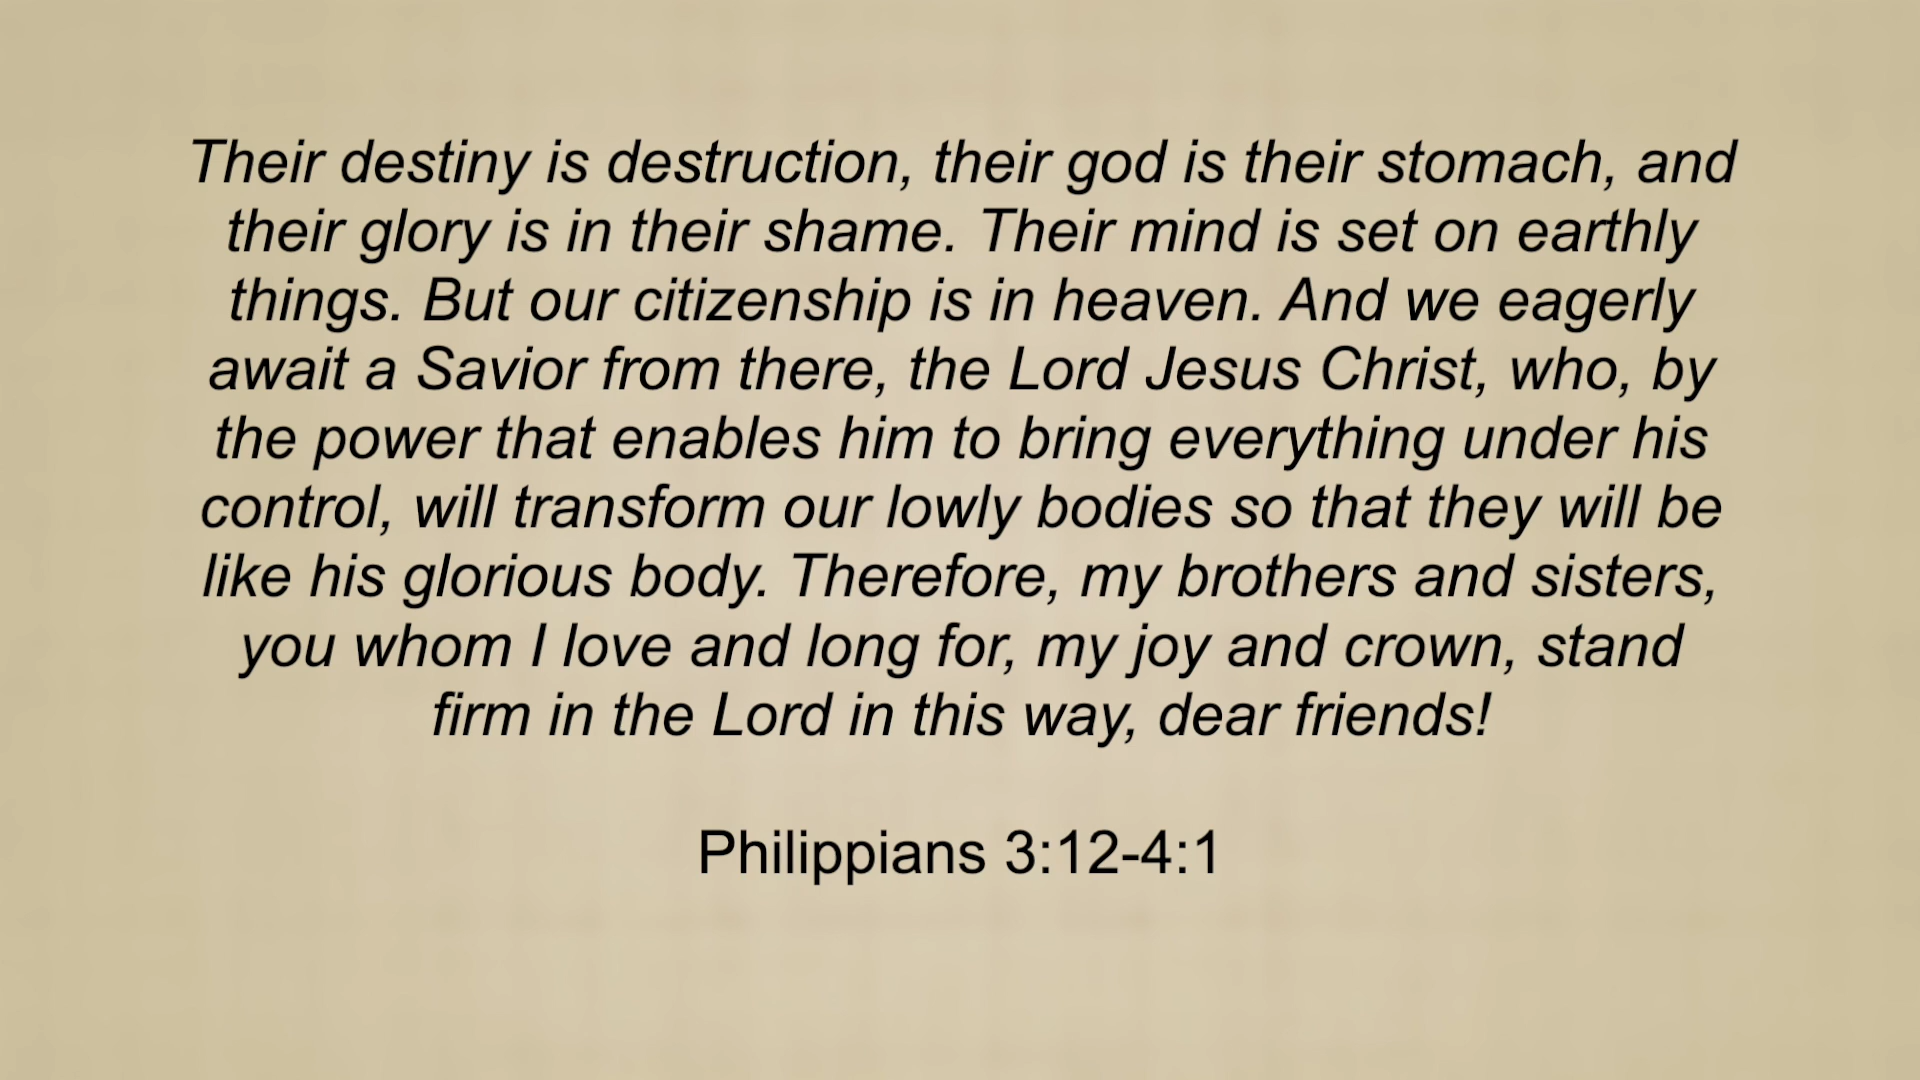 Their destiny is destruction, their god is their stomach, and
their glory is in their shame. Their mind is set on earthly
things. But our citizenship is in heaven. And we eagerly
await a Savior from there, the Lord Jesus Christ, who, by
the power that enables him to bring everything under his
control, will transform our lowly bodies so that they will be
like his glorious body. Therefore, my brothers and sisters,
you whom I love and long for, my joy and crown, stand
firm in the Lord in this way, dear friends!
Philippians 3:12-4:1